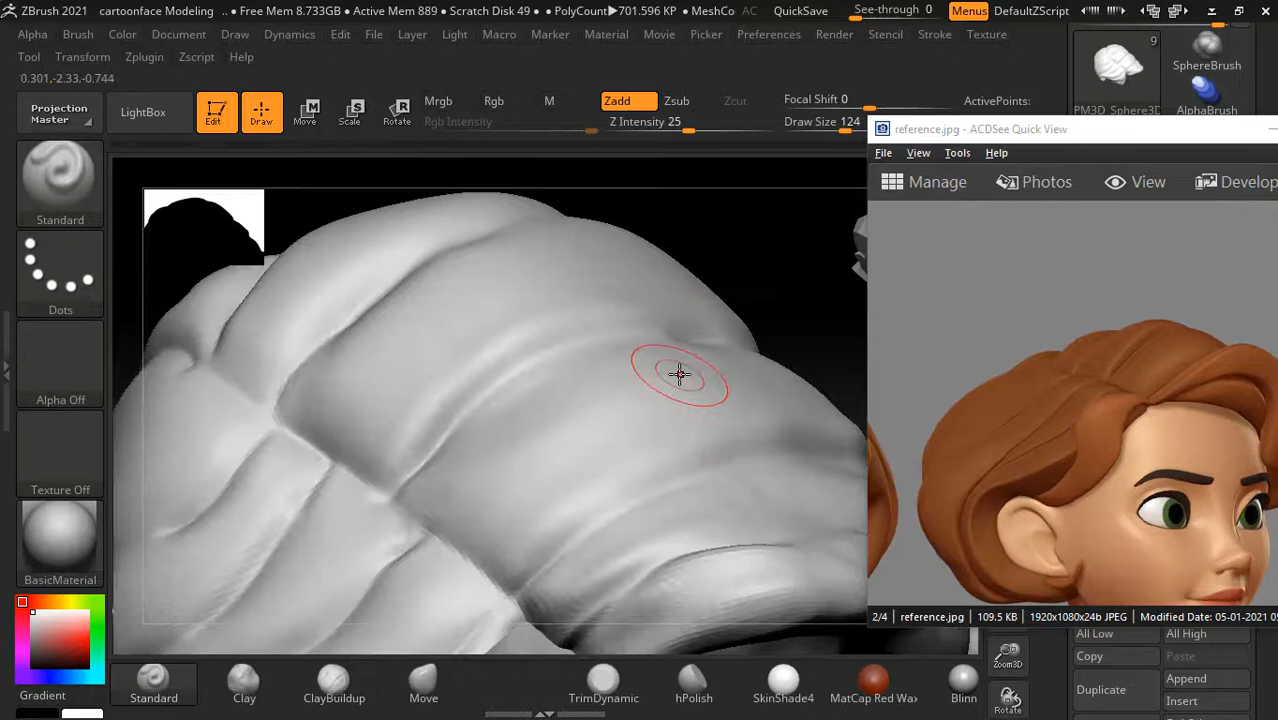 ZBrush 2021 cartoonface Modeling .. • Free Mem 8.733GB • Active Mem 889 • Scratch Disk 49 • PolyCount▶701.596 KP • MeshCo AC QuickSave See-through 0 Menus DefaultZScript
Alpha Brush Color Document Draw Dynamics Edit File Layer Light Macro Marker Material Movie Picker Preferences Render Stencil Stroke Texture
Tool Transform Zplugin Zscript Help
0.301,-2.33,-0.744
Projection Master
LightBox
Edit
Draw
Move
Scale
Rotate
Mrgb Rgb M
Rgb Intensity
Zadd Zsub Zcut
Z Intensity 25
Focal Shift 0
Draw Size 124
ActivePoints:
9
PM3D_Sphere3D
SphereBrush
AlphaBrush
Standard
Dots
Alpha Off
Texture Off
BasicMaterial
Gradient
reference.jpg - ACDSee Quick View
File View Tools Help
Manage Photos View Develop
2/4 reference.jpg 109.5 KB 1920x1080x24b JPEG Modified Date: 05-01-2021 05
All Low All High
Copy Paste
Duplicate Append
Insert
Zoom3D
Rotate
Standard Clay ClayBuildup Move TrimDynamic hPolish SkinShade4 MatCap Red Wax Blinn